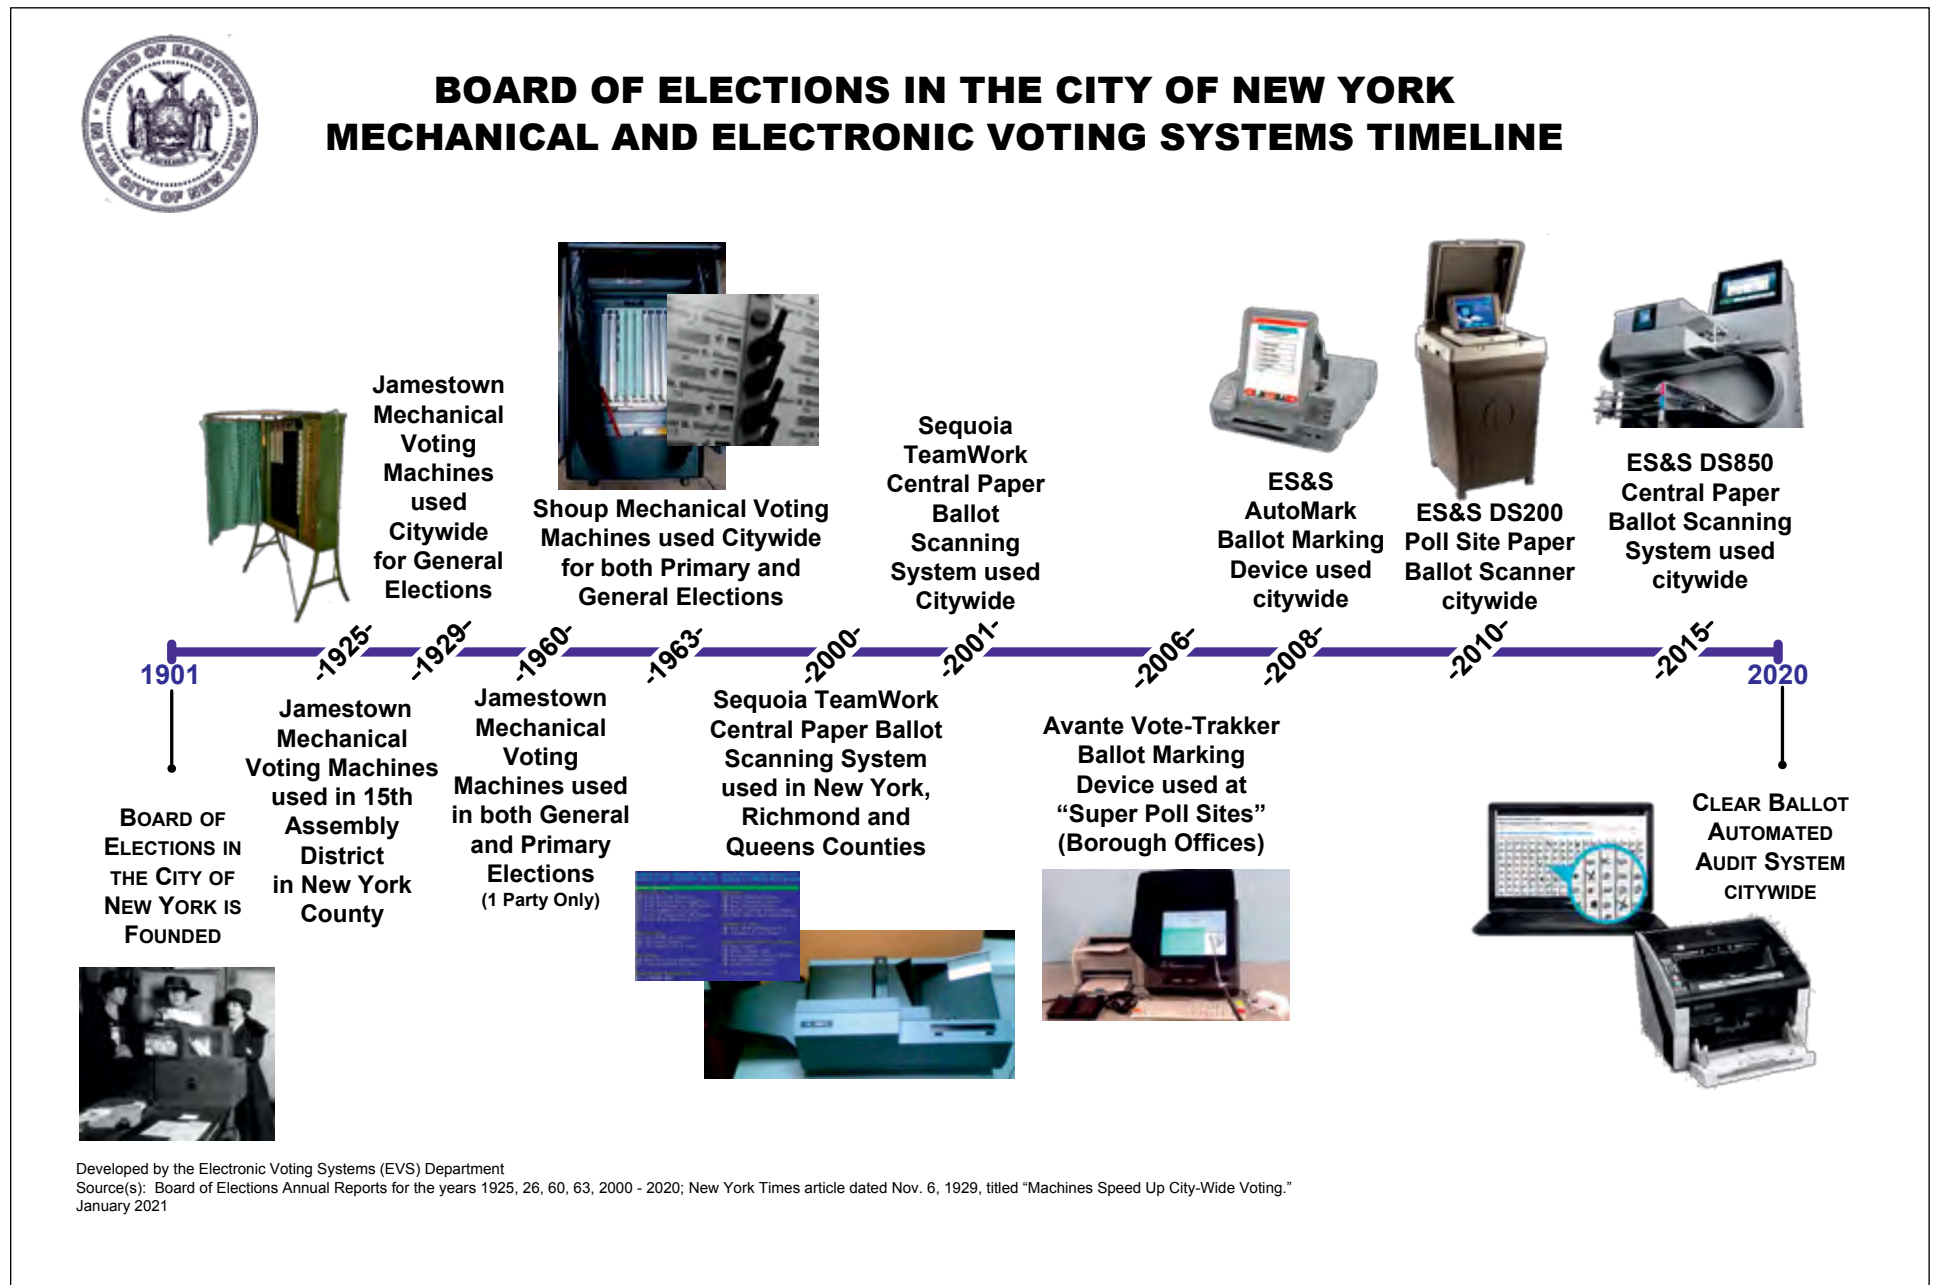 BOARD OF ELECTIONS
IN THE CITY OF NEW YORK
BOARD OF ELECTIONS IN THE CITY OF NEW YORK
MECHANICAL AND ELECTRONIC VOTING SYSTEMS TIMELINE
Jamestown
Mechanical
Voting
Machines
used
Citywide
for General
Elections
Shoup Mechanical Voting
Machines used Citywide
for both Primary and
General Elections
Sequoia
TeamWork
Central Paper
Ballot
Scanning
System used
Citywide
ES&S
AutoMark
Ballot Marking
Device used
citywide
ES&S DS200
Poll Site Paper
Ballot Scanner
citywide
ES&S DS850
Central Paper
Ballot Scanning
System used
citywide
1901
-1925-
-1929-
-1960-
-1963-
-2000-
-2001-
-2006-
-2008-
-2010-
-2015-
2020
BOARD OF
ELECTIONS IN
THE CITY OF
NEW YORK IS
FOUNDED
Jamestown
Mechanical
Voting Machines
used in 15th
Assembly
District
in New York
County
Jamestown
Mechanical
Voting
Machines used
in both General
and Primary
Elections
(1 Party Only)
Sequoia TeamWork
Central Paper Ballot
Scanning System
used in New York,
Richmond and
Queens Counties
Avante Vote-Trakker
Ballot Marking
Device used at
“Super Poll Sites”
(Borough Offices)
CLEAR BALLOT
AUTOMATED
AUDIT SYSTEM
CITYWIDE
Developed by the Electronic Voting Systems (EVS) Department
Source(s): Board of Elections Annual Reports for the years 1925, 26, 60, 63, 2000 - 2020; New York Times article dated Nov. 6, 1929, titled “Machines Speed Up City-Wide Voting.”
January 2021